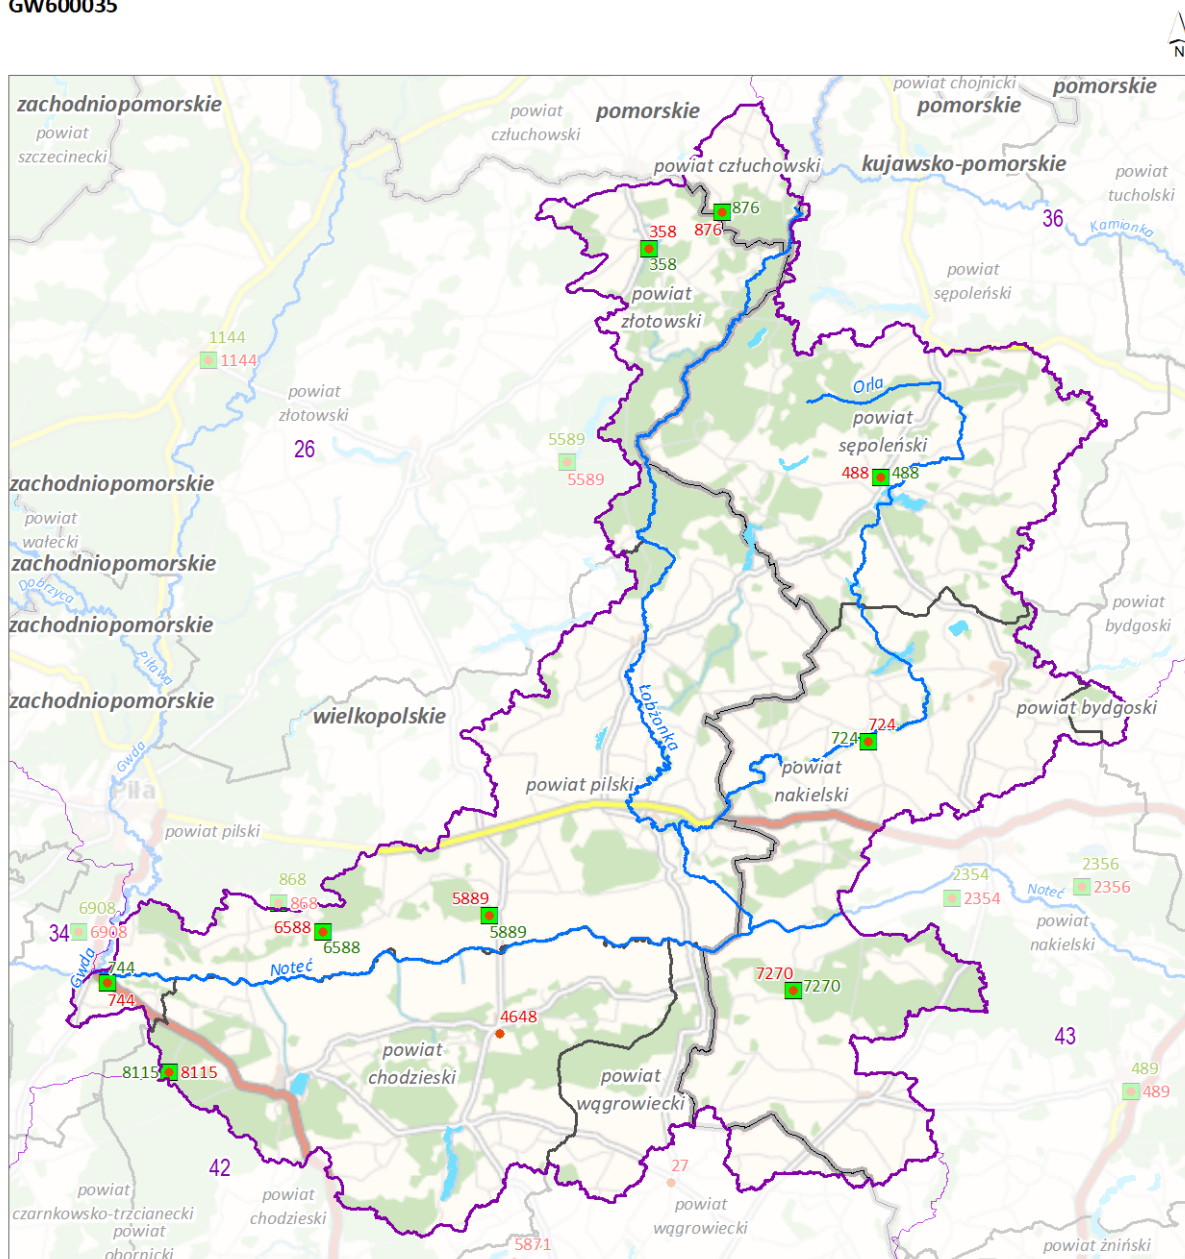 GW600035
N
zachodniopomorskie
powiat
szczecinecki
powiat
człuchowski
pomorskie
powiat chojnicki
pomorskie
pomorskie
powiat człuchowski
kujawsko-pomorskie
powiat
tucholski
36
Kamionka
876
876
358
358
powiat
złotowski
powiat
sępoleński
1144
1144
powiat
złotowski
26
Orla
powiat
sępoleński
5589
5589
488
488
zachodniopomorskie
powiat
wałecki
zachodniopomorskie
Dobrzyca
zachodniopomorskie
powiat
bydgoski
Piława
zachodniopomorskie
wielkopolskie
Łobżonka
powiat bydgoski
724
724
Gwda
Piła
powiat pilski
powiat
nakielski
powiat pilski
868
868
2354
2354
2356
2356
Noteć
powiat
nakielski
6908
6908
34
5889
5889
6588
6588
Gwda
744
744
Noteć
7270
7270
4648
43
powiat
chodzieski
8115
8115
powiat
wągrowiecki
489
489
42
27
powiat
czarnkowsko-trzcianecki
powiat
obornicki
powiat
chodzieski
powiat
wągrowiecki
5871
powiat żniński